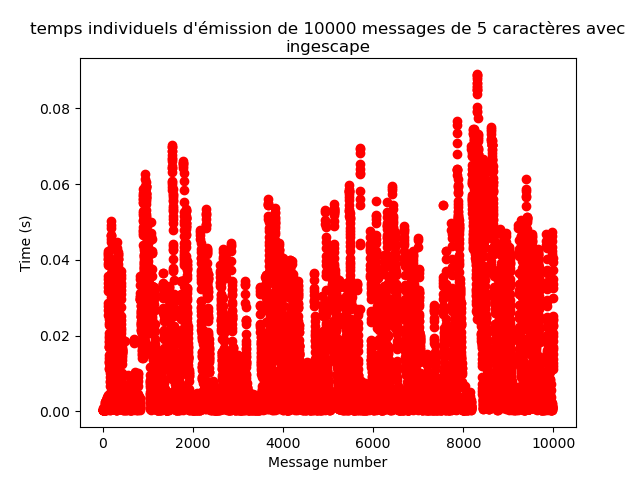 temps individuels d'émission de 10000 messages de 5 caractères avec
ingescape
0.08
0.06
0.04
0.02
0.00
Time (s)
0 2000 4000 6000 8000 10000
Message number